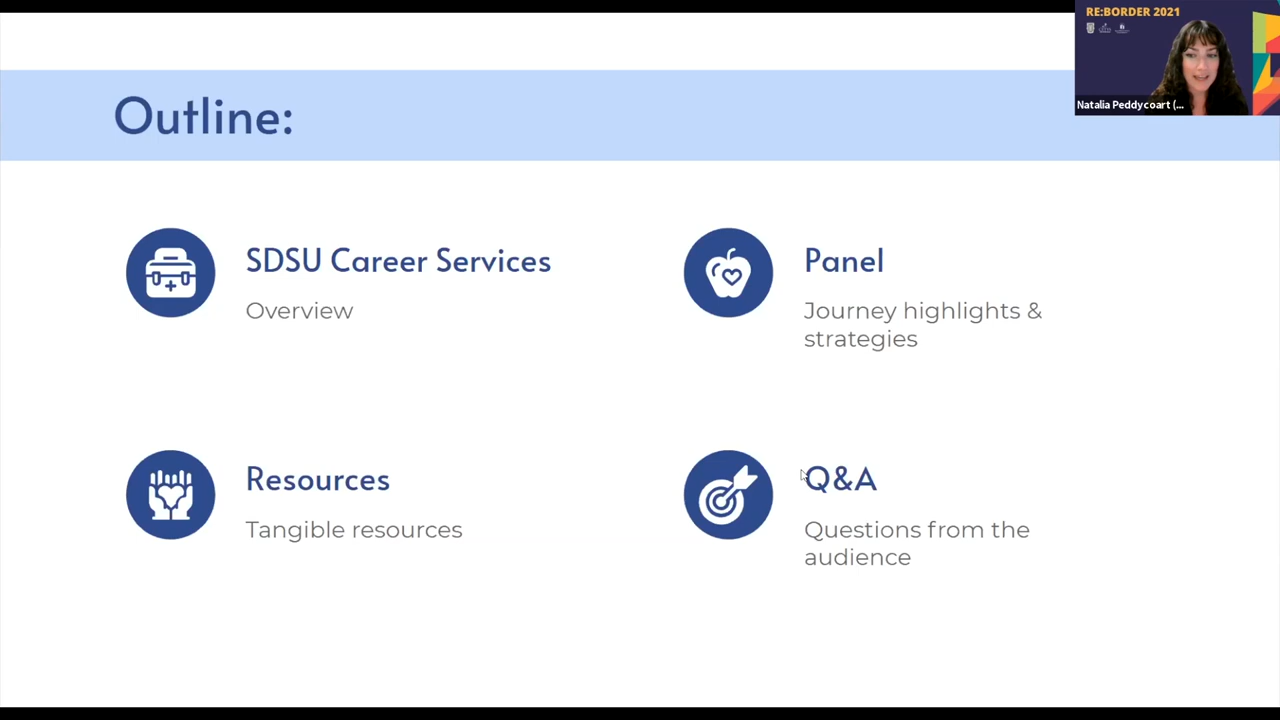 RE:BORDER 2021
Natalia Peddycoart (...
Outline:
SDSU Career Services
Overview
Panel
Journey highlights &
strategies
Resources
Tangible resources
Q&A
Questions from the
audience